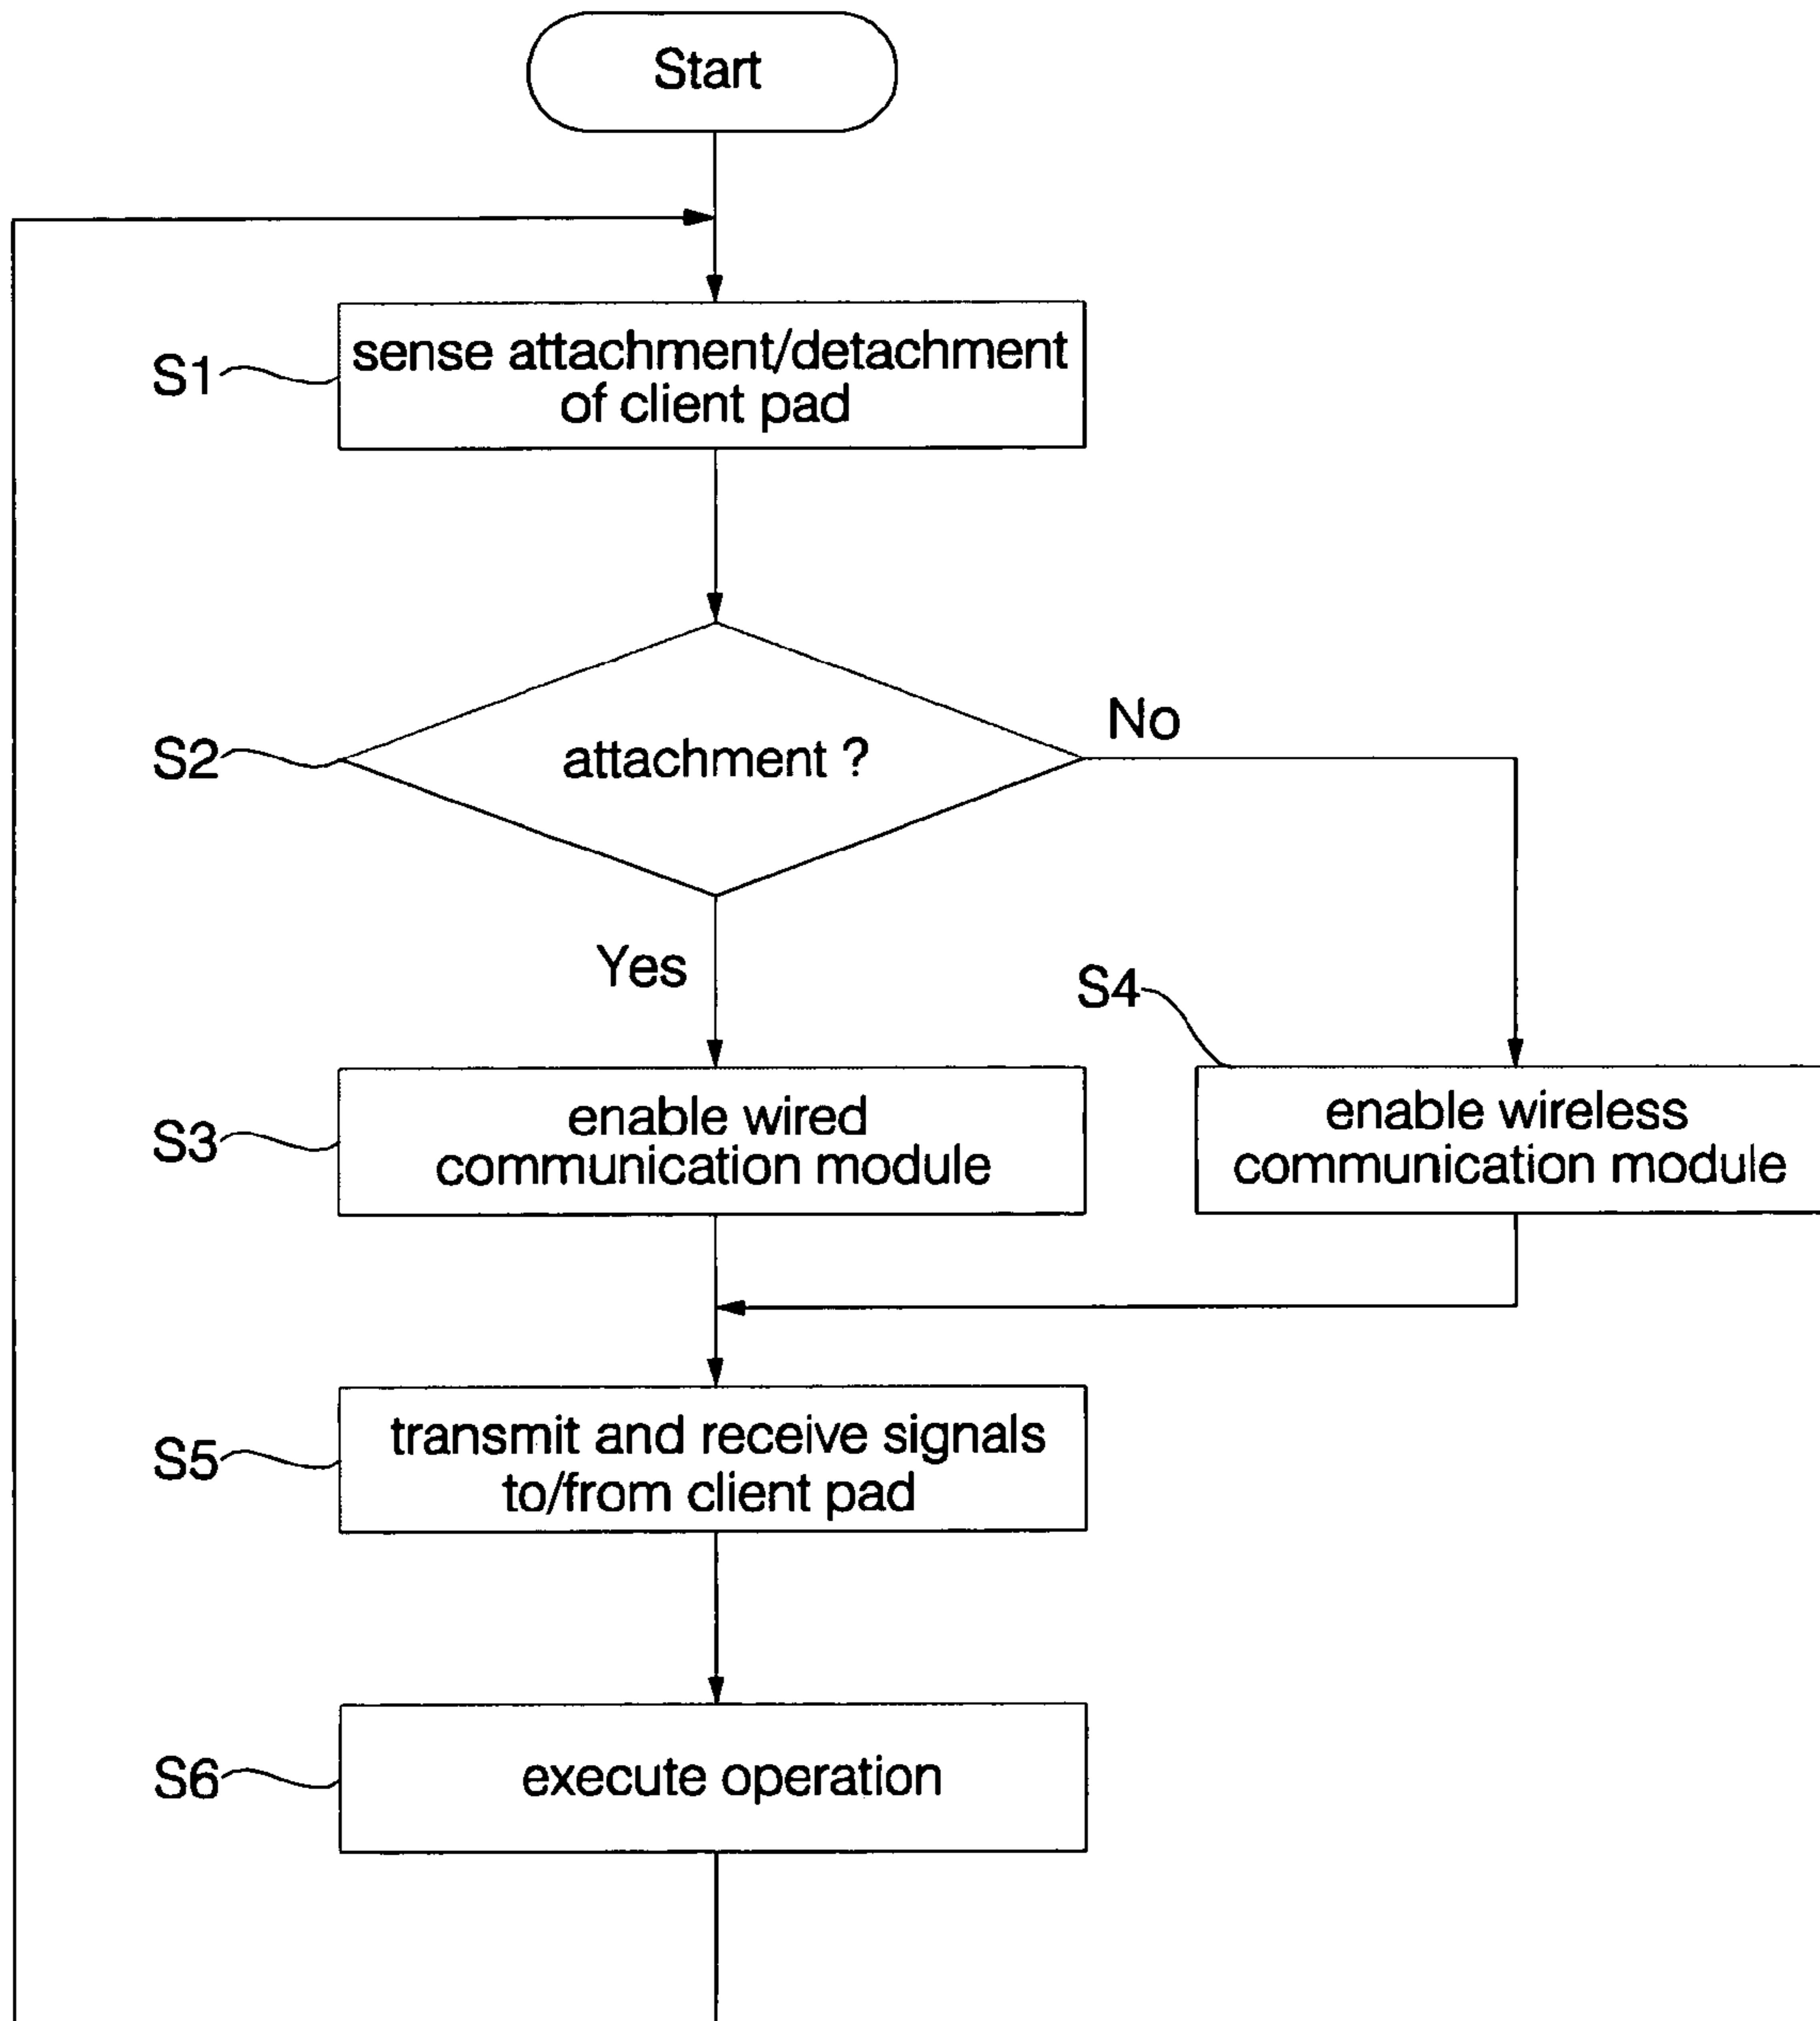 Start
S1
sense attachment/detachment
of client pad
S2
attachment ?
No
Yes
S4
S3
enable wired
communication module
enable wireless
communication module
S5
transmit and receive signals
to/from client pad
S6
execute operation